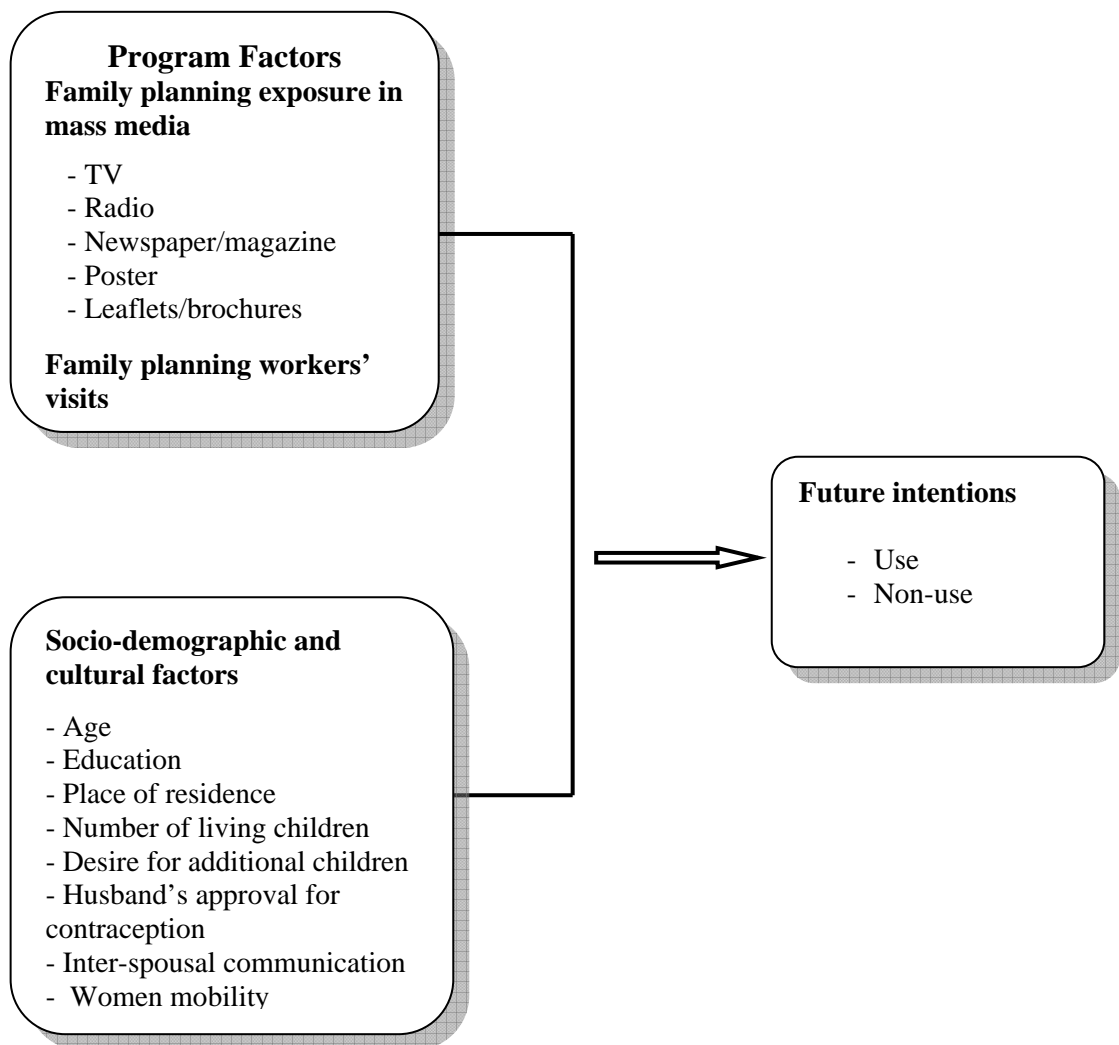 Program Factors
Family planning exposure in
mass media
- TV
- Radio
- Newspaper/magazine
- Poster
- Leaflets/brochures
Family planning workers’
visits
Future intentions
- Use
- Non-use
Socio-demographic and
cultural factors
- Age
- Education
- Place of residence
- Number of living children
- Desire for additional children
- Husband’s approval for
contraception
- Inter-spousal communication
- Women mobility